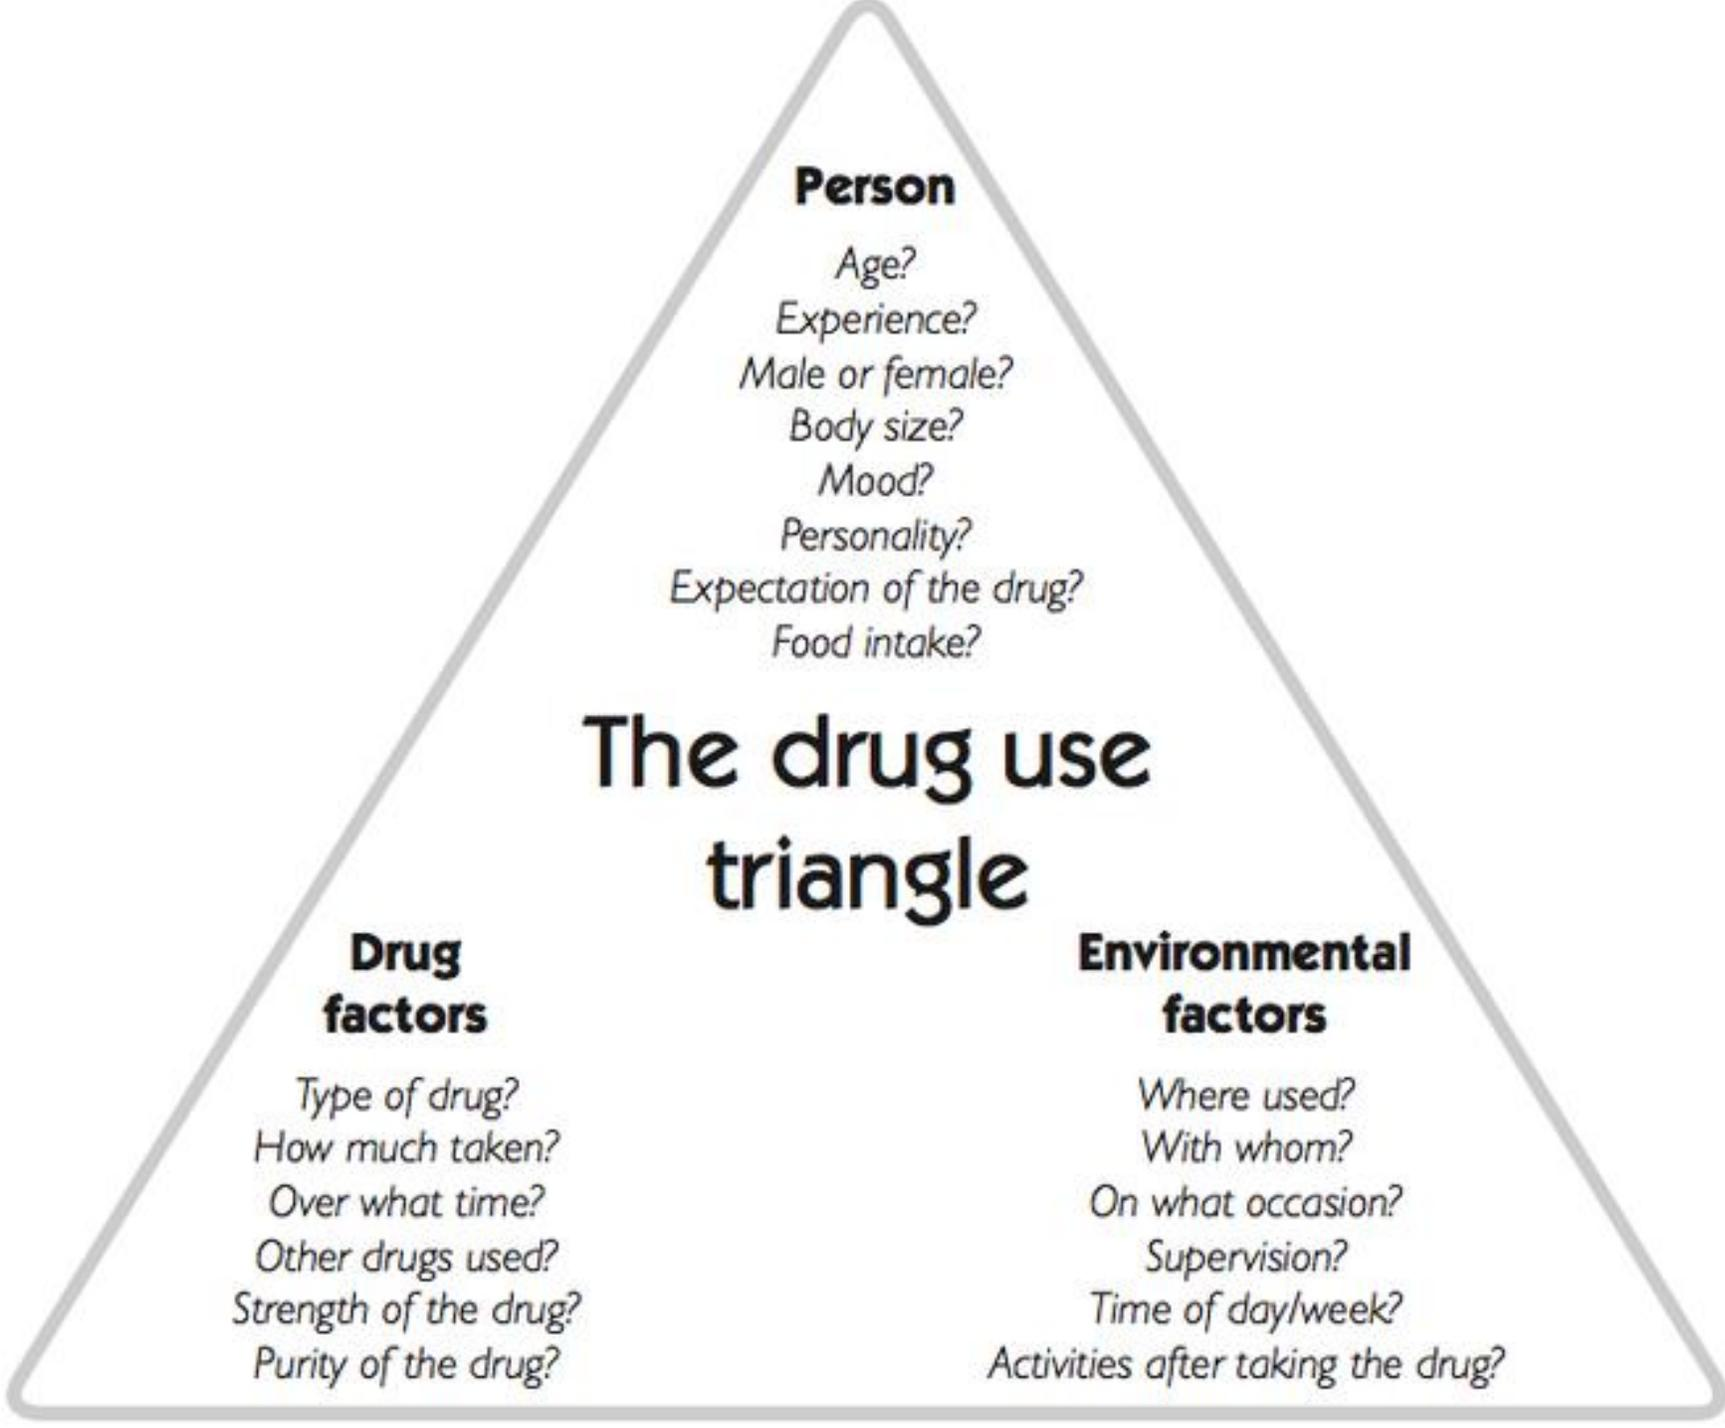 Person
Age?
Experience?
Male or female?
Body size?
Mood?
Personality?
Expectation of the drug?
Food intake?
The drug use
triangle
Drug
factors
Type of drug?
How much taken?
Over what time?
Other drugs used?
Strength of the drug?
Purity of the drug?
Environmental
factors
Where used?
With whom?
On what occasion?
Supervision?
Time of day/week?
Activities after taking the drug?